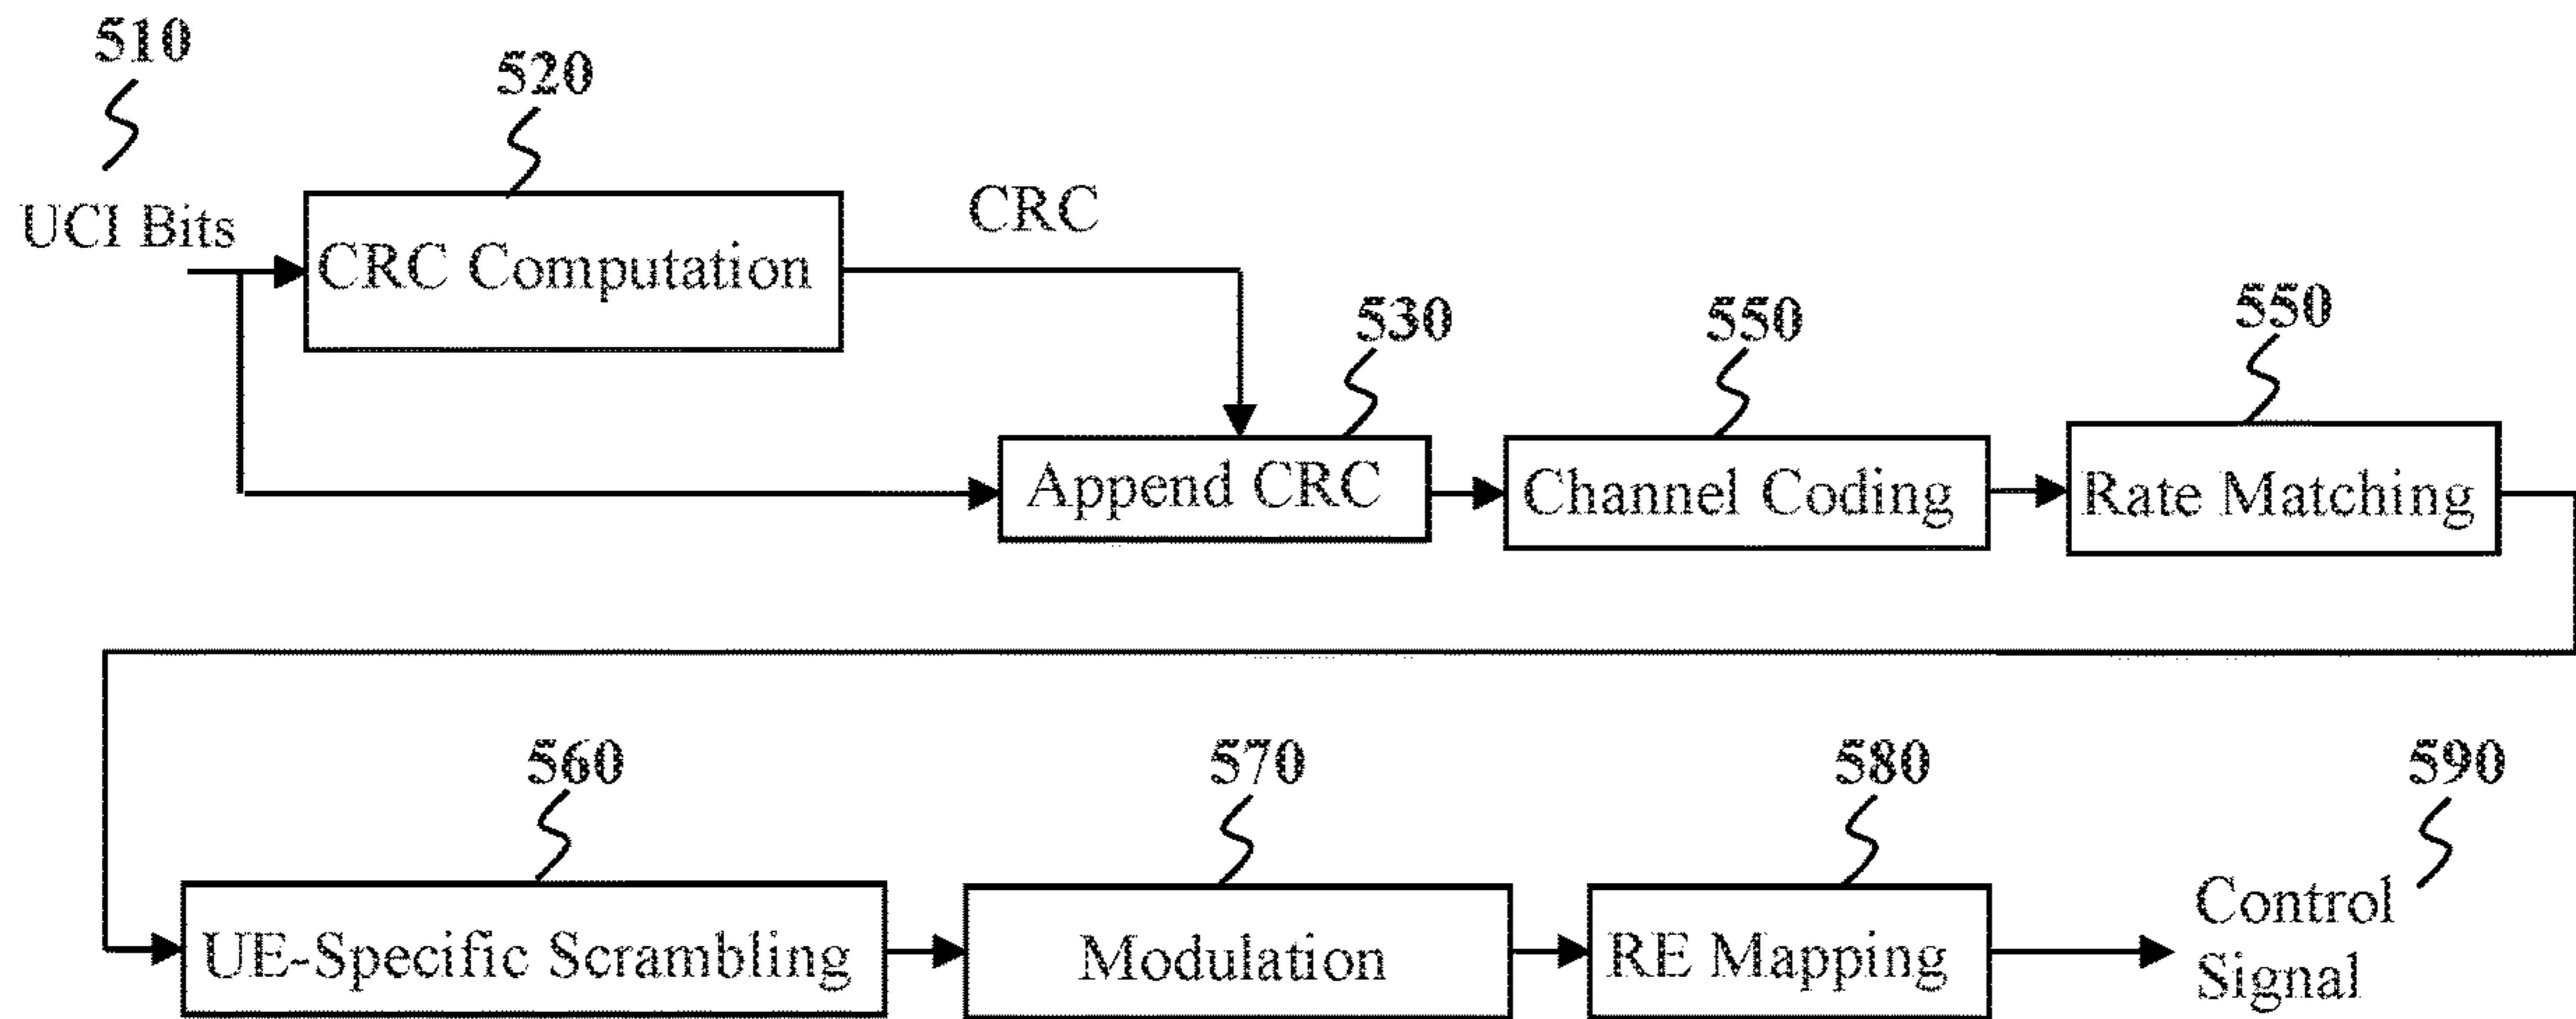 510
520
UCI Bits
CRC Computation
CRC
530
550
550
Append CRC
Channel Coding
Rate Matching
560
570
580
590
UE-Specific Scrambling
Modulation
RE Mapping
Control
Signal